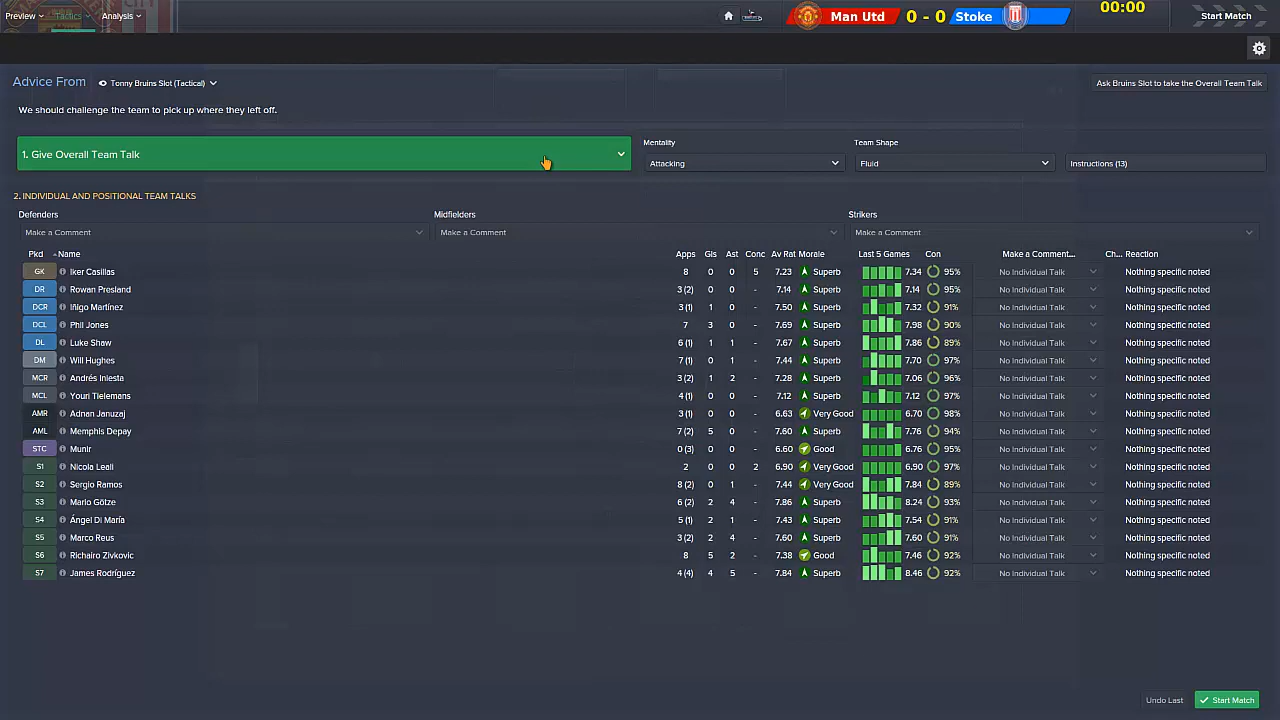 Preview Tactics Analysis Man Utd 0 - 0 Stoke 00:00 Start Match
Advice From Tonny Bruins Slot (Tactical) Ask Bruins Slot to take the Overall Team Talk
We should challenge the team to pick up where they left off.
Mentality Team Shape
1. Give Overall Team Talk Attacking Fluid Instructions (13)
2. INDIVIDUAL AND POSITIONAL TEAM TALKS
Defenders Midfielders Strikers
Make a Comment Make a Comment Make a Comment
Pkd Name Apps Gls Ast Conc Av Rat Morale Last 5 Games Con Make a Comment... Ch... Reaction
GK Iker Casillas 8 0 0 5 7.23 Superb 7.34 95% No Individual Talk Nothing specific noted
DR Rowan Presland 3 (2) 0 0 - 7.14 Superb 7.14 95% No Individual Talk Nothing specific noted
DCR Iñigo Martínez 3 (1) 1 0 - 7.50 Superb 7.32 91% No Individual Talk Nothing specific noted
DCL Phil Jones 7 3 0 - 7.69 Superb 7.98 90% No Individual Talk Nothing specific noted
DL Luke Shaw 6 (1) 1 1 - 7.67 Superb 7.86 89% No Individual Talk Nothing specific noted
DM Will Hughes 7 (1) 0 1 - 7.44 Superb 7.70 97% No Individual Talk Nothing specific noted
MCR Andrés Iniesta 3 (2) 1 2 - 7.28 Superb 7.06 96% No Individual Talk Nothing specific noted
MCL Youri Tielemans 4 (1) 0 0 - 7.12 Superb 7.12 97% No Individual Talk Nothing specific noted
AMR Adnan Januzaj 3 (1) 0 0 - 6.63 Very Good 6.70 98% No Individual Talk Nothing specific noted
AML Memphis Depay 7 (2) 5 0 - 7.60 Superb 7.76 94% No Individual Talk Nothing specific noted
STC Munir 0 (3) 0 0 - 6.60 Good 6.76 95% No Individual Talk Nothing specific noted
S1 Nicola Leali 2 0 0 2 6.90 Very Good 6.90 97% No Individual Talk Nothing specific noted
S2 Sergio Ramos 8 (2) 0 1 - 7.44 Very Good 7.84 89% No Individual Talk Nothing specific noted
S3 Mario Götze 6 (2) 2 4 - 7.86 Superb 8.24 93% No Individual Talk Nothing specific noted
S4 Ángel Di María 5 (1) 2 1 - 7.43 Superb 7.54 91% No Individual Talk Nothing specific noted
S5 Marco Reus 3 (2) 2 4 - 7.60 Superb 7.60 91% No Individual Talk Nothing specific noted
S6 Richairo Zivkovic 8 5 2 - 7.38 Good 7.46 92% No Individual Talk Nothing specific noted
S7 James Rodríguez 4 (4) 4 5 - 7.84 Superb 8.46 92% No Individual Talk Nothing specific noted
Undo Last Start Match